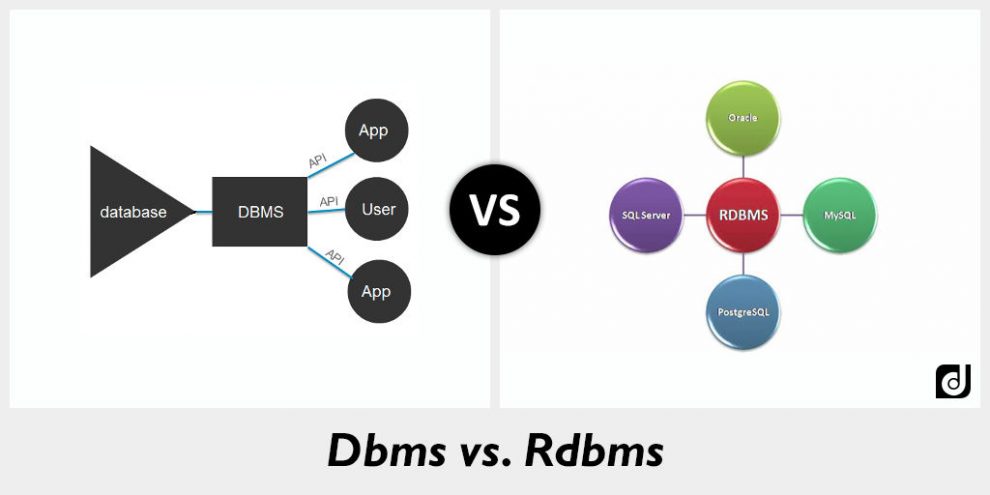 database
DBMS
API
App
API
User
API
App
VS
Oracle
SQL Server
RDBMS
MySQL
PostgreSQL
Dbms vs. Rdbms